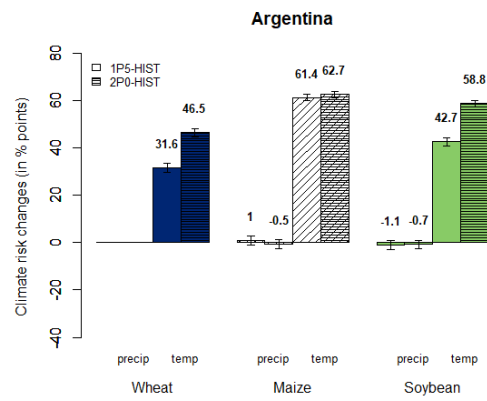 Argentina
Climate risk changes (in % points)
80
60
40
20
0
-20
-40
1P5-HIST
2P0-HIST
31.6
46.5
1
-0.5
61.4
62.7
-1.1
-0.7
42.7
58.8
precip temp precip temp precip temp
Wheat Maize Soybean